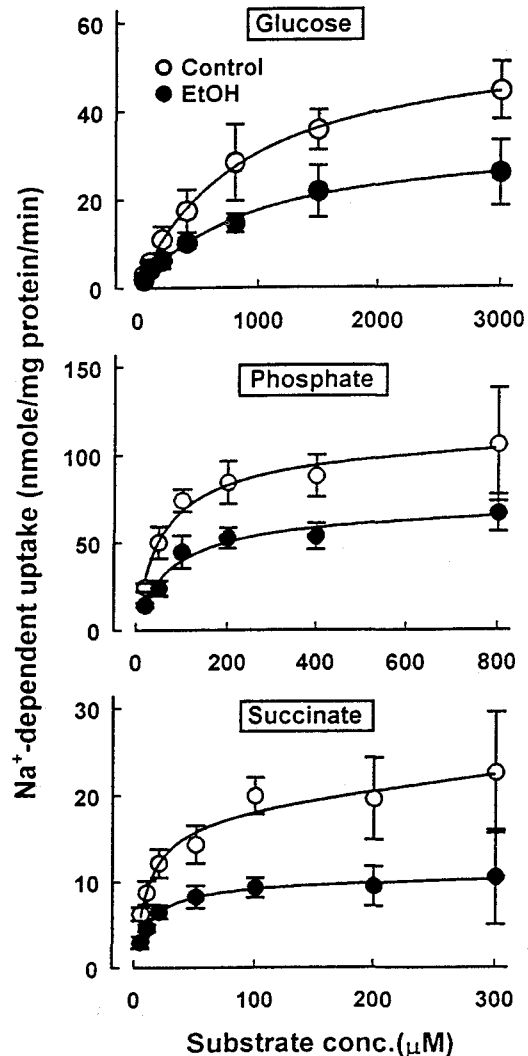 Glucose
Control
EtOH
60
40
20
0
0 1000 2000 3000
Phosphate
150
100
50
0
0 200 400 600 800
Succinate
30
20
10
0
0 100 200 300
Na⁺-dependent uptake (nmole/mg protein/min)
Substrate conc.(μM)